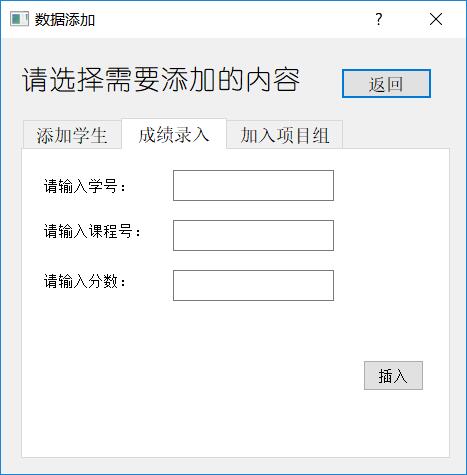 数据添加
请选择需要添加的内容
返回
添加学生 成绩录入 加入项目组
请输入学号：
请输入课程号：
请输入分数：
插入